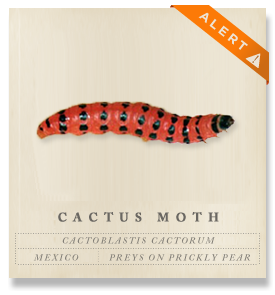 ALERT
CACTUS MOTH
CACTOBLASTIS CACTORUM
MEXICO PREYS ON PRICKLY PEAR